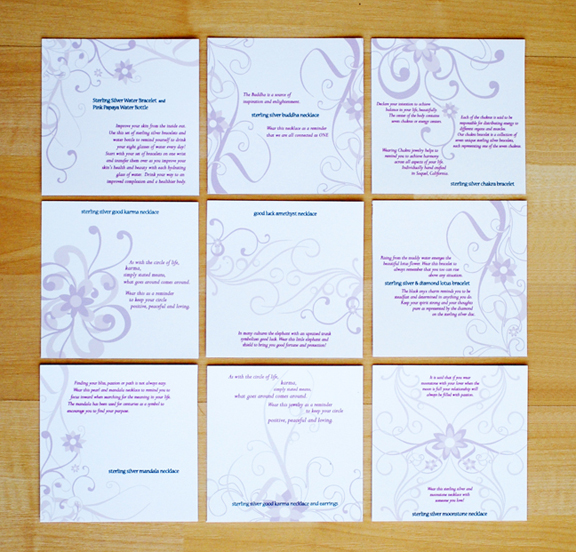 Sterling Silver Water Bracelet and
Pink Papaya Water Bottle
Improve your skin from the inside out.
Use this set of sterling silver bracelets and
water bottle to remind yourself to drink
your eight glasses of water every day!
Start with your set of bracelets on one wrist
and transfer them over as you improve your
skin's health and beauty with each hydrating
glass of water. Drink your way to an
improved complexion and a healthier body.
The Buddha is a source of
inspiration and enlightenment.
sterling silver buddha necklace
Wear this necklace as a reminder
that we are all connected as ONE.
Declare your intention to achieve
balance in your life, beautifully.
The center of the body contains
seven chakras or energy centers.
Each of the chakras is said to be
responsible for distributing energy to
different organs and muscles.
Our chakra bracelet is a collection of
seven unique sterling silver bracelets,
each representing one of the seven chakras.
Wearing Chakra jewelry helps to
remind you to achieve harmony
across all aspects of your life.
Individually hand crafted
in Soquel, California
sterling silver chakra bracelet
sterling silver good karma necklace
As with the circle of life,
karma,
simply stated means,
what goes around comes around.
Wear this as a reminder
to keep your circle
positive, peaceful and loving.
good luck amethyst necklace
In many cultures the elephant with an upraised trunk
symbolizes good luck. Wear this little elephant and
shield to bring you good fortune and protection!
Rising from the muddy water emerges the
beautiful lotus flower. Wear this bracelet to
always remember that you too can rise
above any situation.
sterling silver & diamond lotus bracelet
The black onyx charm reminds you to be
steadfast and determined in anything you do.
Keep your spirit strong and your thoughts
pure as represented by the diamond
on the sterling silver disc.
Finding your bliss, passion or path is not always easy.
Wear this pearl and mandala necklace to remind you to
focus inward when searching for the meaning in your life.
The mandala has been used for centuries as a symbol to
encourage you to find your purpose.
sterling silver mandala necklace
As with the circle of life,
karma,
simply stated means,
what goes around comes around.
Wear this jewelry as a reminder
to keep your circle
positive, peaceful and loving.
sterling silver good karma necklace and earrings
It is said that if you wear
moonstone with your lover when the
moon is full your relationship will
always be filled with passion.
Wear this sterling silver and
moonstone necklace with
someone you love!
sterling silver moonstone necklace